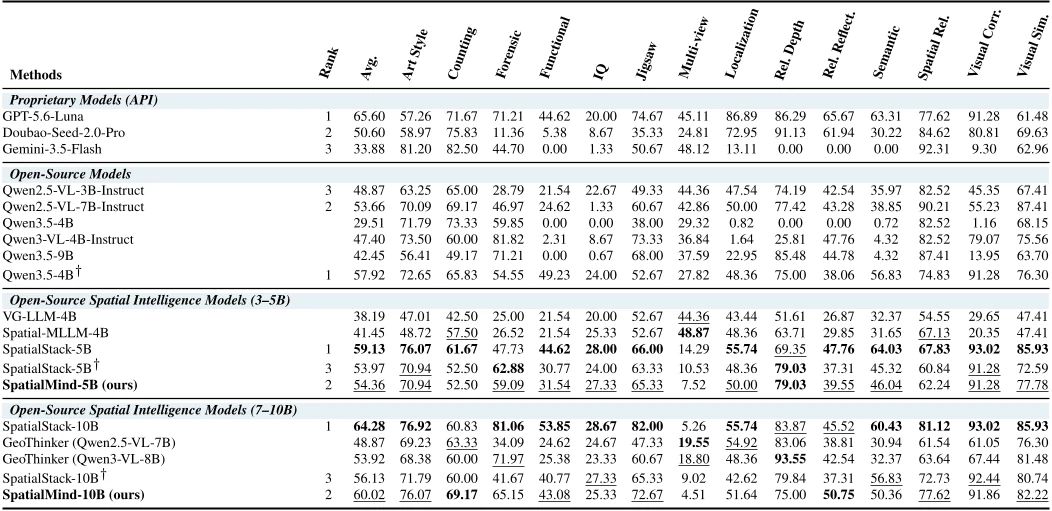 Methods Rank Avg. Art Style Counting Forensic Functional IQ Jigsaw Multi-view Localization Rel. Depth Rel. Reflect. Semantic Spatial Rel. Visual Corr. Visual Sim.
Proprietary Models (API)
GPT-5.6-Luna 1 65.60 57.26 71.67 71.21 44.62 20.00 74.67 45.11 86.89 86.29 65.67 63.31 77.62 91.28 61.48
Doubao-Seed-2.0-Pro 2 50.60 58.97 75.83 11.36 5.38 8.67 35.33 24.81 72.95 91.13 61.94 30.22 84.62 80.81 69.63
Gemini-3.5-Flash 3 33.88 81.20 82.50 44.70 0.00 1.33 50.67 48.12 13.11 0.00 0.00 0.00 92.31 9.30 62.96
Open-Source Models
Qwen2.5-VL-3B-Instruct 3 48.87 63.25 65.00 28.79 21.54 22.67 49.33 44.36 47.54 74.19 42.54 35.97 82.52 45.35 67.41
Qwen2.5-VL-7B-Instruct 2 53.66 70.09 69.17 46.97 24.62 1.33 60.67 42.86 50.00 77.42 43.28 38.85 90.21 55.23 87.41
Qwen3.5-4B 29.51 71.79 73.33 59.85 0.00 0.00 38.00 29.32 0.82 0.00 0.00 0.72 82.52 1.16 68.15
Qwen3-VL-4B-Instruct 47.40 73.50 60.00 81.82 2.31 8.67 73.33 36.84 1.64 25.81 47.76 4.32 82.52 79.07 75.56
Qwen3.5-9B 42.45 56.41 49.17 71.21 0.00 0.67 68.00 37.59 22.95 85.48 44.78 4.32 87.41 13.95 63.70
Qwen3.5-4B† 1 57.92 72.65 65.83 54.55 49.23 24.00 52.67 27.82 48.36 75.00 38.06 56.83 74.83 91.28 76.30
Open-Source Spatial Intelligence Models (3–5B)
VG-LLM-4B 38.19 47.01 42.50 25.00 21.54 20.00 52.67 44.36 43.44 51.61 26.87 32.37 54.55 29.65 47.41
Spatial-MLLM-4B 41.45 48.72 57.50 26.52 21.54 25.33 52.67 48.87 48.36 63.71 29.85 31.65 67.13 20.35 47.41
SpatialStack-5B 1 59.13 76.07 61.67 47.73 44.62 28.00 66.00 14.29 55.74 69.35 47.76 64.03 67.83 93.02 85.93
SpatialStack-5B† 3 53.97 70.94 52.50 62.88 30.77 24.00 63.33 10.53 48.36 79.03 37.31 45.32 60.84 91.28 72.59
SpatialMind-5B (ours) 2 54.36 70.94 52.50 59.09 31.54 27.33 65.33 7.52 50.00 79.03 39.55 46.04 62.24 91.28 77.78
Open-Source Spatial Intelligence Models (7–10B)
SpatialStack-10B 1 64.28 76.92 60.83 81.06 53.85 28.67 82.00 5.26 55.74 83.87 45.52 60.43 81.12 93.02 85.93
GeoThinker (Qwen2.5-VL-7B) 48.87 69.23 63.33 34.09 24.62 24.67 47.33 19.55 54.92 83.06 38.81 30.94 61.54 61.05 76.30
GeoThinker (Qwen3-VL-8B) 53.92 68.38 60.00 71.97 25.38 23.33 60.67 18.80 48.36 93.55 42.54 32.37 63.64 67.44 81.48
SpatialStack-10B† 3 56.13 71.79 60.00 41.67 40.77 27.33 65.33 9.02 42.62 79.84 37.31 56.83 72.73 92.44 80.74
SpatialMind-10B (ours) 2 60.02 76.07 69.17 65.15 43.08 25.33 72.67 4.51 51.64 75.00 50.75 50.36 77.62 91.86 82.22